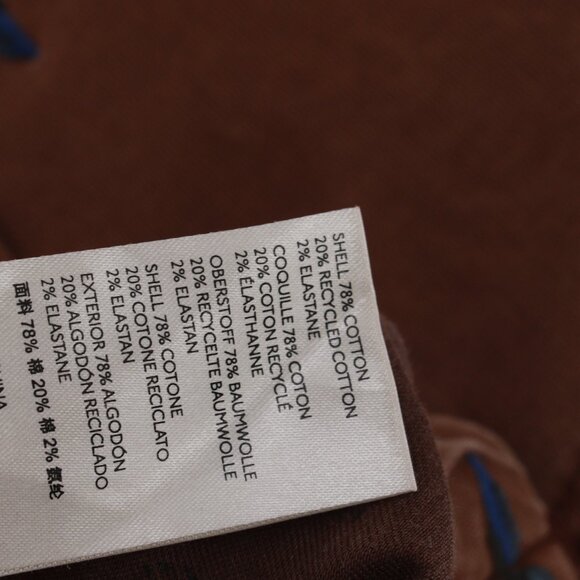 SHELL 78% COTTON
20% RECYCLED COTTON
2% ELASTANE
COQUILLE 78% COTON
20% COTON RECYCLÉ
2% ÉLASTHANNE
OBERSTOFF 78% BAUMWOLLE
20% RECYCELTE BAUMWOLLE
2% ELASTAN
SHELL 78% COTONE
20% COTONE RECICLATO
2% ELASTAN
EXTERIOR 78% ALGODÓN
20% ALGODÓN RECICLADO
2% ELASTANE
面料 78% 棉 20% 棉 2% 氨纶